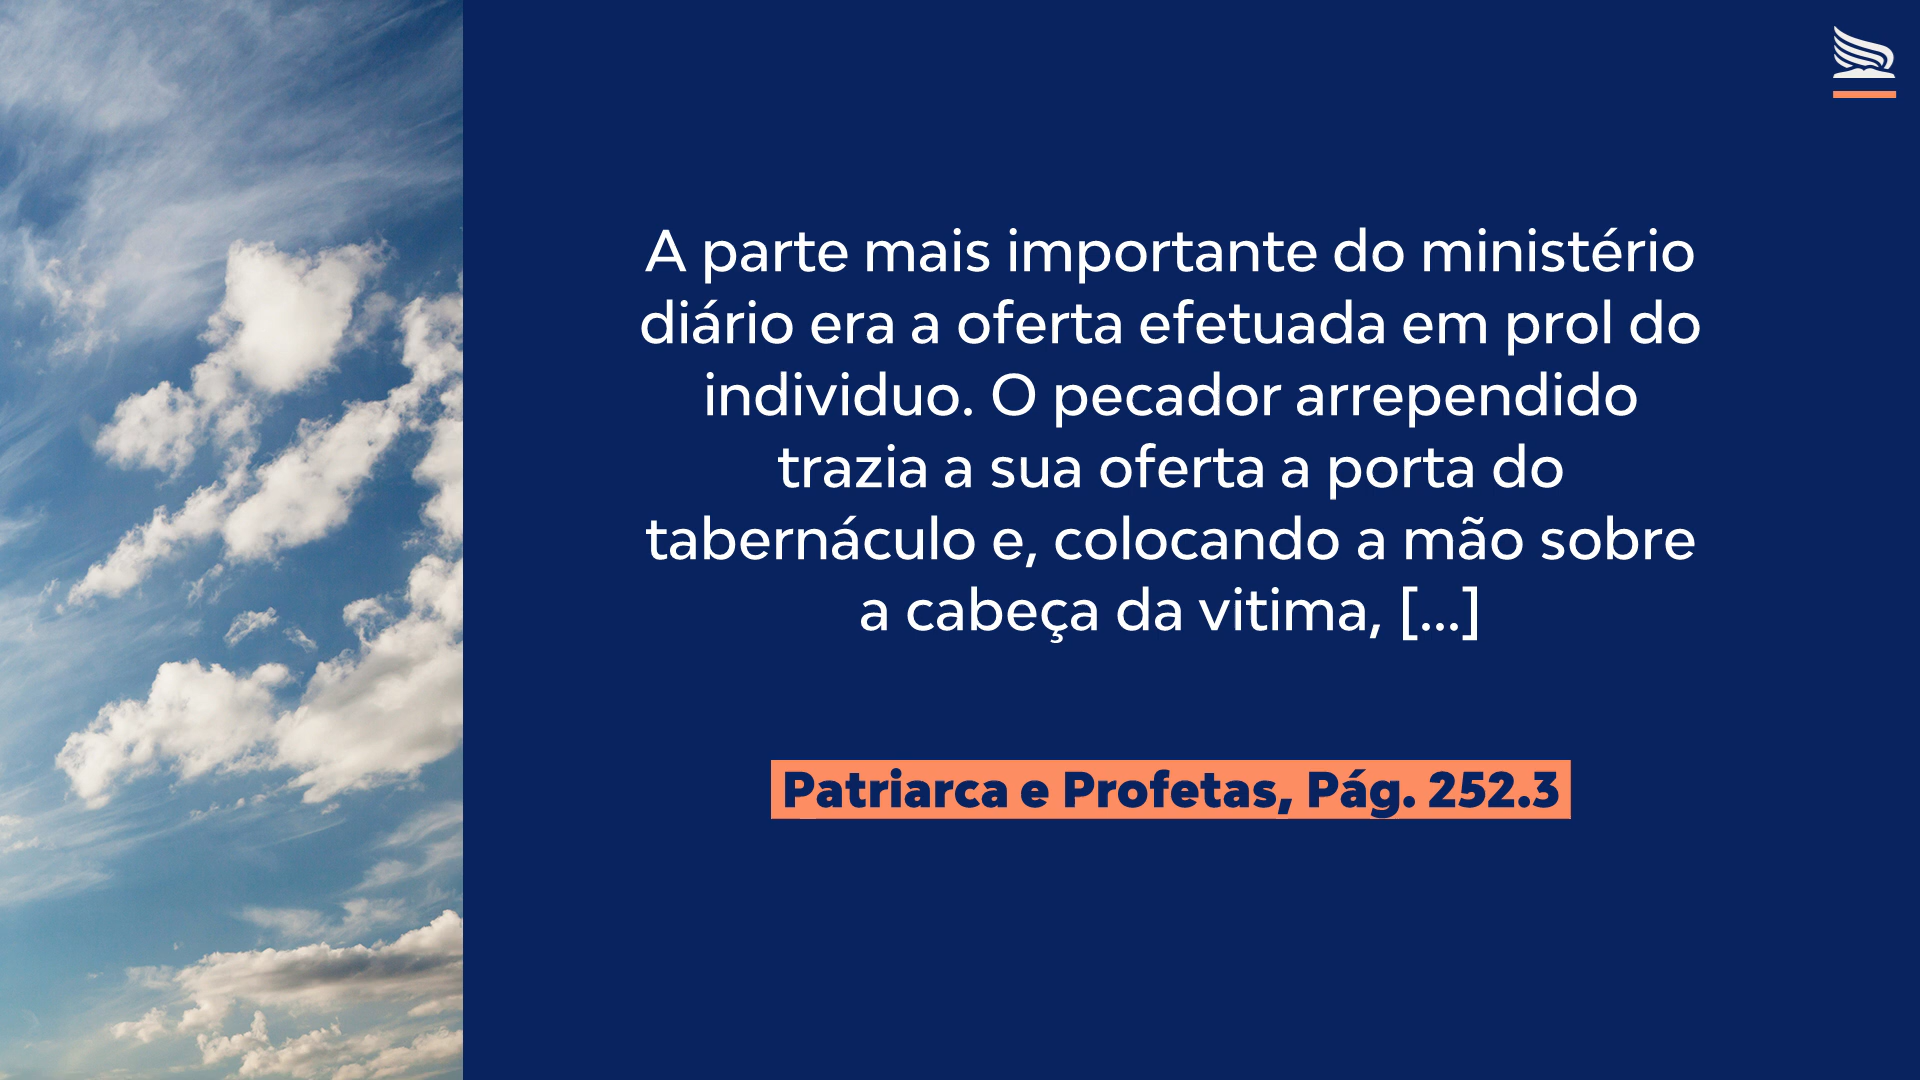 A parte mais importante do ministério
diário era a oferta efetuada em prol do
individuo. O pecador arrependido
trazia a sua oferta a porta do
tabernáculo e, colocando a mão sobre
a cabeça da vitima, [...]
Patriarca e Profetas, Pág. 252.3